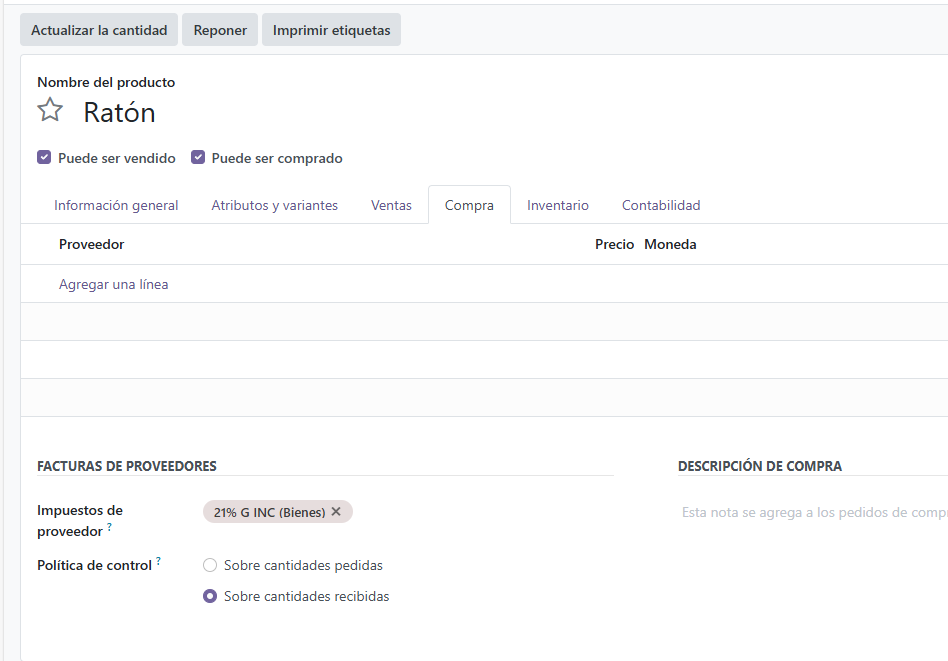 Actualizar la cantidad Reponer Imprimir etiquetas
Nombre del producto
Ratón
Puede ser vendido Puede ser comprado
Información general Atributos y variantes Ventas Compra Inventario Contabilidad
Proveedor Precio Moneda
Agregar una línea
FACTURAS DE PROVEEDORES DESCRIPCIÓN DE COMPRA
Impuestos de
proveedor ? 21% G INC (Bienes) ✕ Esta nota se agrega a los pedidos de comp
Política de control ? Sobre cantidades pedidas
Sobre cantidades recibidas